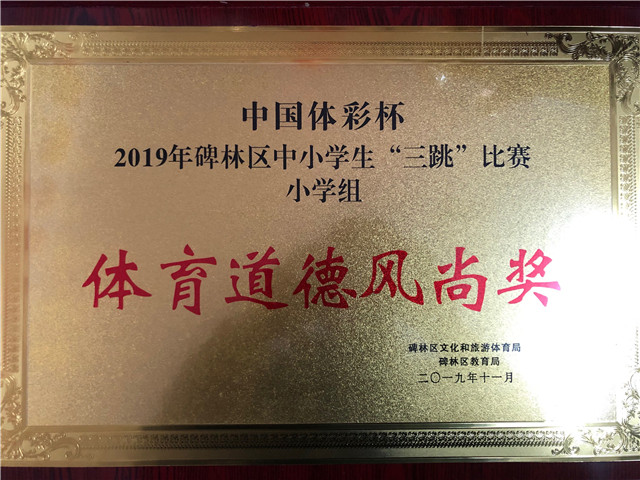 中国体彩杯
2019年碑林区中小学生“三跳”比赛
小学组
体育道德风尚奖
碑林区文化和旅游体育局
碑林区教育局
二〇一九年十一月